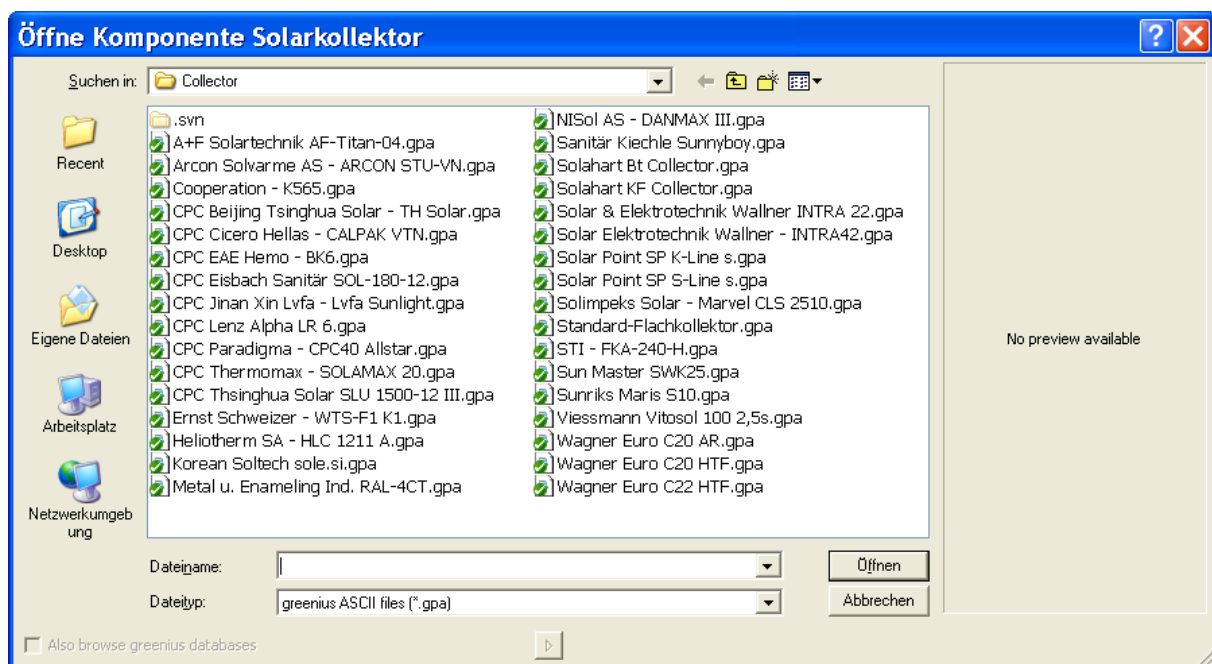 Öffne Komponente Solarkollektor
Suchen in: Collector
Recent
Desktop
Eigene Dateien
Arbeitsplatz
Netzwerkumgeb
ung
.svn
A+F Solartechnik AF-Titan-04.gpa
Arcon Solvarme AS - ARCON STU-VN.gpa
Cooperation - K565.gpa
CPC Beijing Tsinghua Solar - TH Solar.gpa
CPC Cicero Hellas - CALPAK VTN.gpa
CPC EAE Hemo - BK6.gpa
CPC Eisbach Sanitär SOL-180-12.gpa
CPC Jinan Xin Lvfa - Lvfa Sunlight.gpa
CPC Lenz Alpha LR 6.gpa
CPC Paradigma - CPC40 Allstar.gpa
CPC Thermomax - SOLAMAX 20.gpa
CPC Thsinghua Solar SLU 1500-12 III.gpa
Ernst Schweizer - WTS-F1 K1.gpa
Heliotherm SA - HLC 1211 A.gpa
Korean Soltech sole.si.gpa
Metal u. Enameling Ind. RAL-4CT.gpa
NISol AS - DANMAX III.gpa
Sanitär Kiechle Sunnyboy.gpa
Solahart Bt Collector.gpa
Solahart KF Collector.gpa
Solar & Elektrotechnik Wallner INTRA 22.gpa
Solar Elektrotechnik Wallner - INTRA42.gpa
Solar Point SP K-Line s.gpa
Solar Point SP S-Line s.gpa
Solimpeks Solar - Marvel CLS 2510.gpa
Standard-Flachkollektor.gpa
STI - FKA-240-H.gpa
Sun Master SWK25.gpa
Sunriks Maris S10.gpa
Viessmann Vitosol 100 2,5s.gpa
Wagner Euro C20 AR.gpa
Wagner Euro C20 HTF.gpa
Wagner Euro C22 HTF.gpa
No preview available
Dateiname:
Öffnen
Dateityp: greenius ASCII files (*.gpa)
Abbrechen
Also browse greenius databases